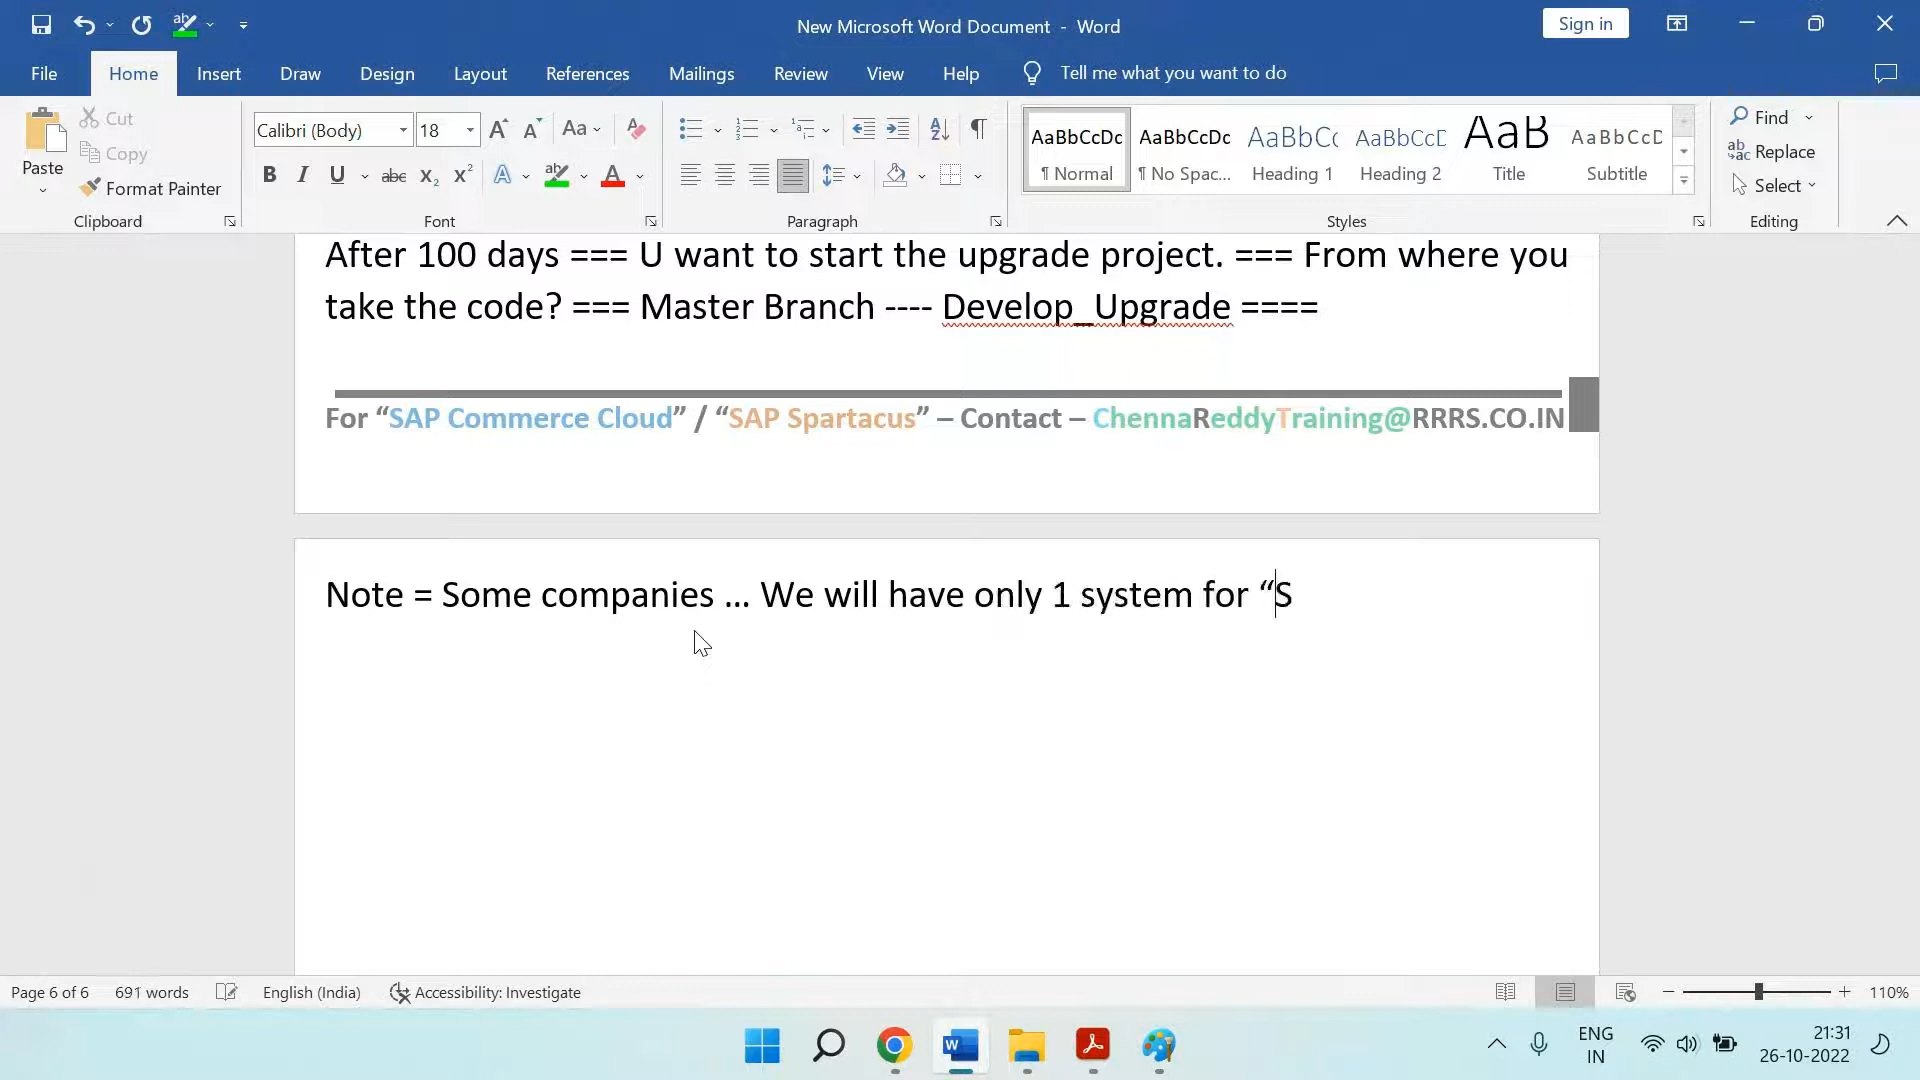 New Microsoft Word Document - Word
Sign in
File Home Insert Draw Design Layout References Mailings Review View Help Tell me what you want to do
Paste
Cut
Copy
Format Painter
Clipboard
Calibri (Body) 18
Font
Paragraph
AaBbCcDc AaBbCcDc AaBbCc AaBbCcD AaB AaBbCcD
¶ Normal ¶ No Spac... Heading 1 Heading 2 Title Subtitle
Styles
Find
Replace
Select
Editing
After 100 days === U want to start the upgrade project. === From where you
take the code? === Master Branch ---- Develop_Upgrade ====
For “SAP Commerce Cloud” / “SAP Spartacus” – Contact – ChennaReddyTraining@RRRS.CO.IN
Note = Some companies … We will have only 1 system for “S
Page 6 of 6 691 words English (India) Accessibility: Investigate 110%
ENG
IN
21:31
26-10-2022